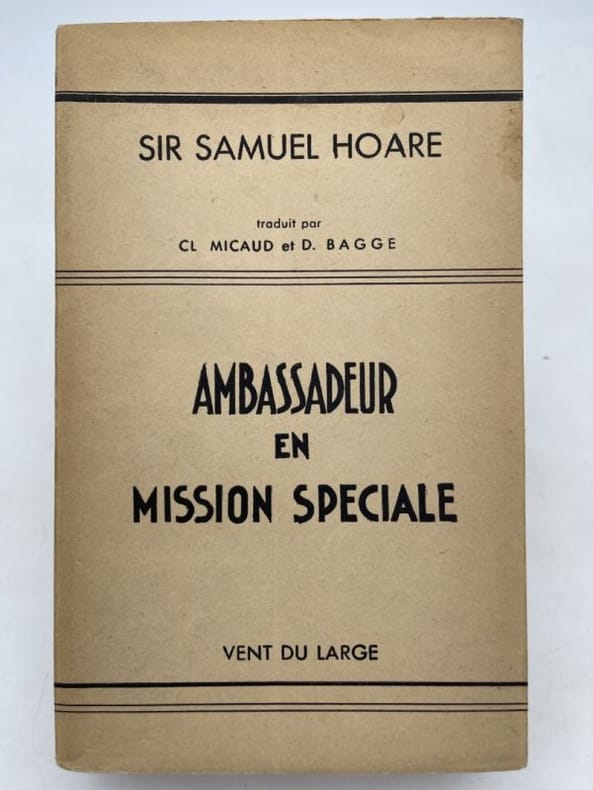 SIR SAMUEL HOARE
traduit par
CL MICAUD et D. BAGGE
AMBASSADEUR
EN
MISSION SPECIALE
VENT DU LARGE